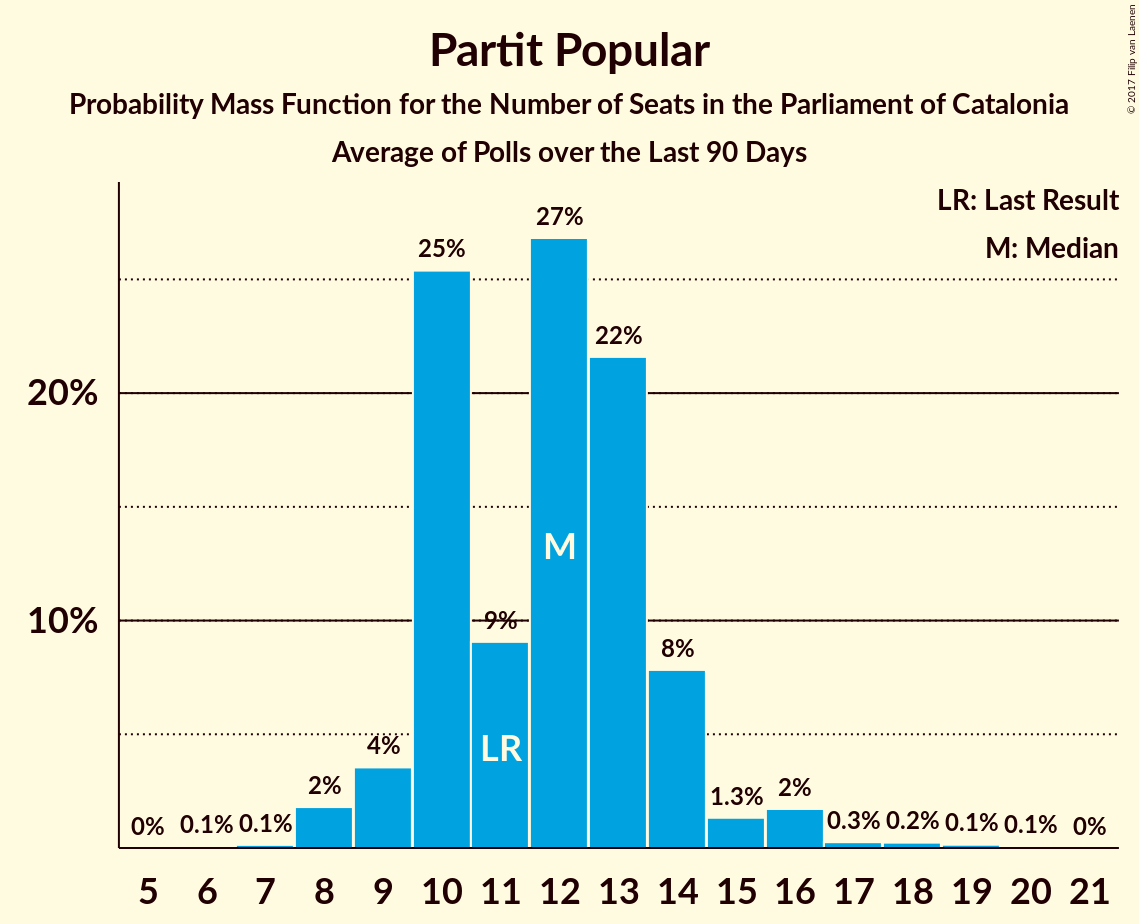 Partit Popular
Probability Mass Function for the Number of Seats in the Parliament of Catalonia
Average of Polls over the Last 90 Days
© 2017 Filip van Laenen
LR: Last Result
M: Median
27%
25%
22%
20%
M
10%
9%
8%
LR
4%
2%
1.3%
2%
0%
0.1%
0.1%
0.3%
0.2%
0.1%
0.1%
0%
5 6 7 8 9 10 11 12 13 14 15 16 17 18 19 20 21